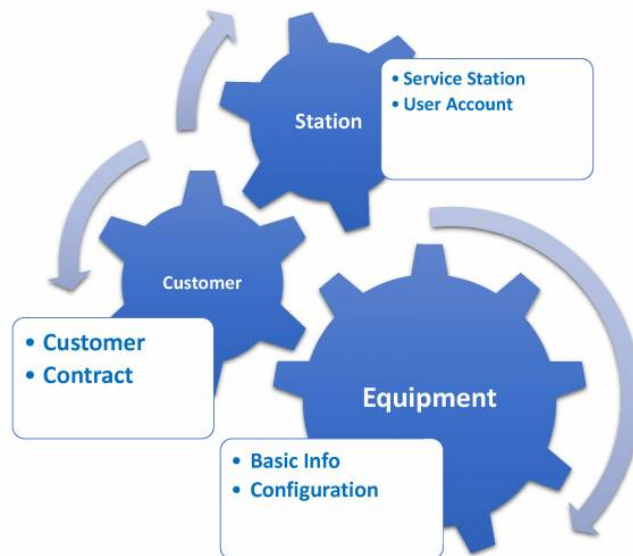 Station
• Service Station
• User Account
Customer
• Customer
• Contract
Equipment
• Basic Info
• Configuration